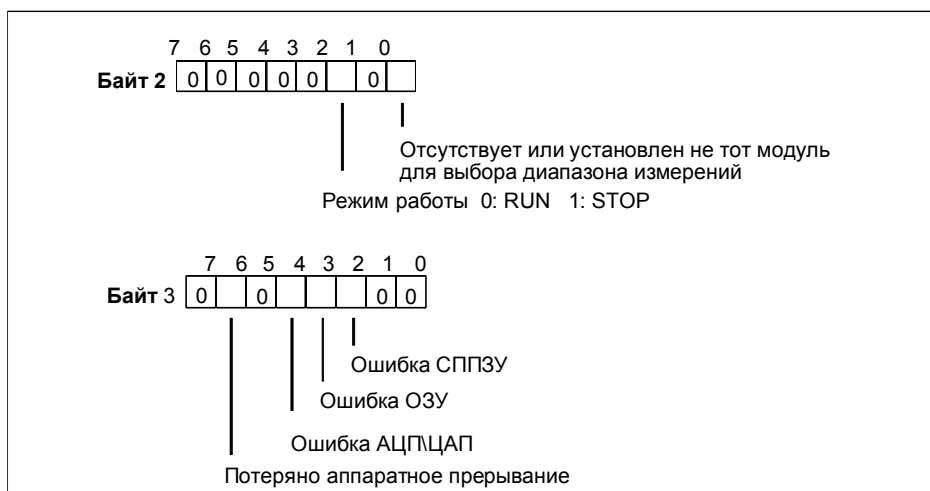 7 6 5 4 3 2 1 0
Байт 2 0 0 0 0 0 0
Отсутствует или установлен не тот модуль
для выбора диапазона измерений
Режим работы 0: RUN 1: STOP
7 6 5 4 3 2 1 0
Байт 3 0 0 0 0
Ошибка СППЗУ
Ошибка ОЗУ
Ошибка АЦП\ЦАП
Потеряно аппаратное прерывание